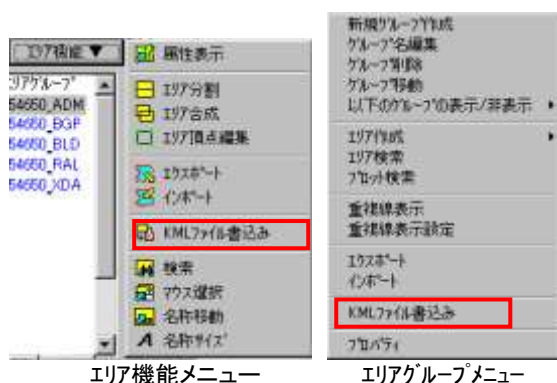 ｴﾘｱ機能 ▼
ｴﾘｱｸﾞﾙｰﾌﾟ
54650_ADM
54650_BGP
54650_BLD
54650_RAL
54650_XDA
属性表示
ｴﾘｱ分割
ｴﾘｱ合成
ｴﾘｱ頂点編集
ｴｸｽﾎﾟｰﾄ
ｲﾝﾎﾟｰﾄ
KMLﾌｧｲﾙ書込み
検索
ﾏｳｽ選択
名称移動
名称ｻｲｽﾞ
エリア機能メニュー
新規ｸﾞﾙｰﾌﾟ作成
ｸﾞﾙｰﾌﾟ名編集
ｸﾞﾙｰﾌﾟ削除
ｸﾞﾙｰﾌﾟ移動
以下のｸﾞﾙｰﾌﾟの表示/非表示
ｴﾘｱ作成
ｴﾘｱ検索
ﾌﾟﾛｯﾄ検索
重複線表示
重複線表示設定
ｴｸｽﾎﾟｰﾄ
ｲﾝﾎﾟｰﾄ
KMLﾌｧｲﾙ書込み
ﾌﾟﾛﾊﾟﾃｨ
エリアグループメニュー